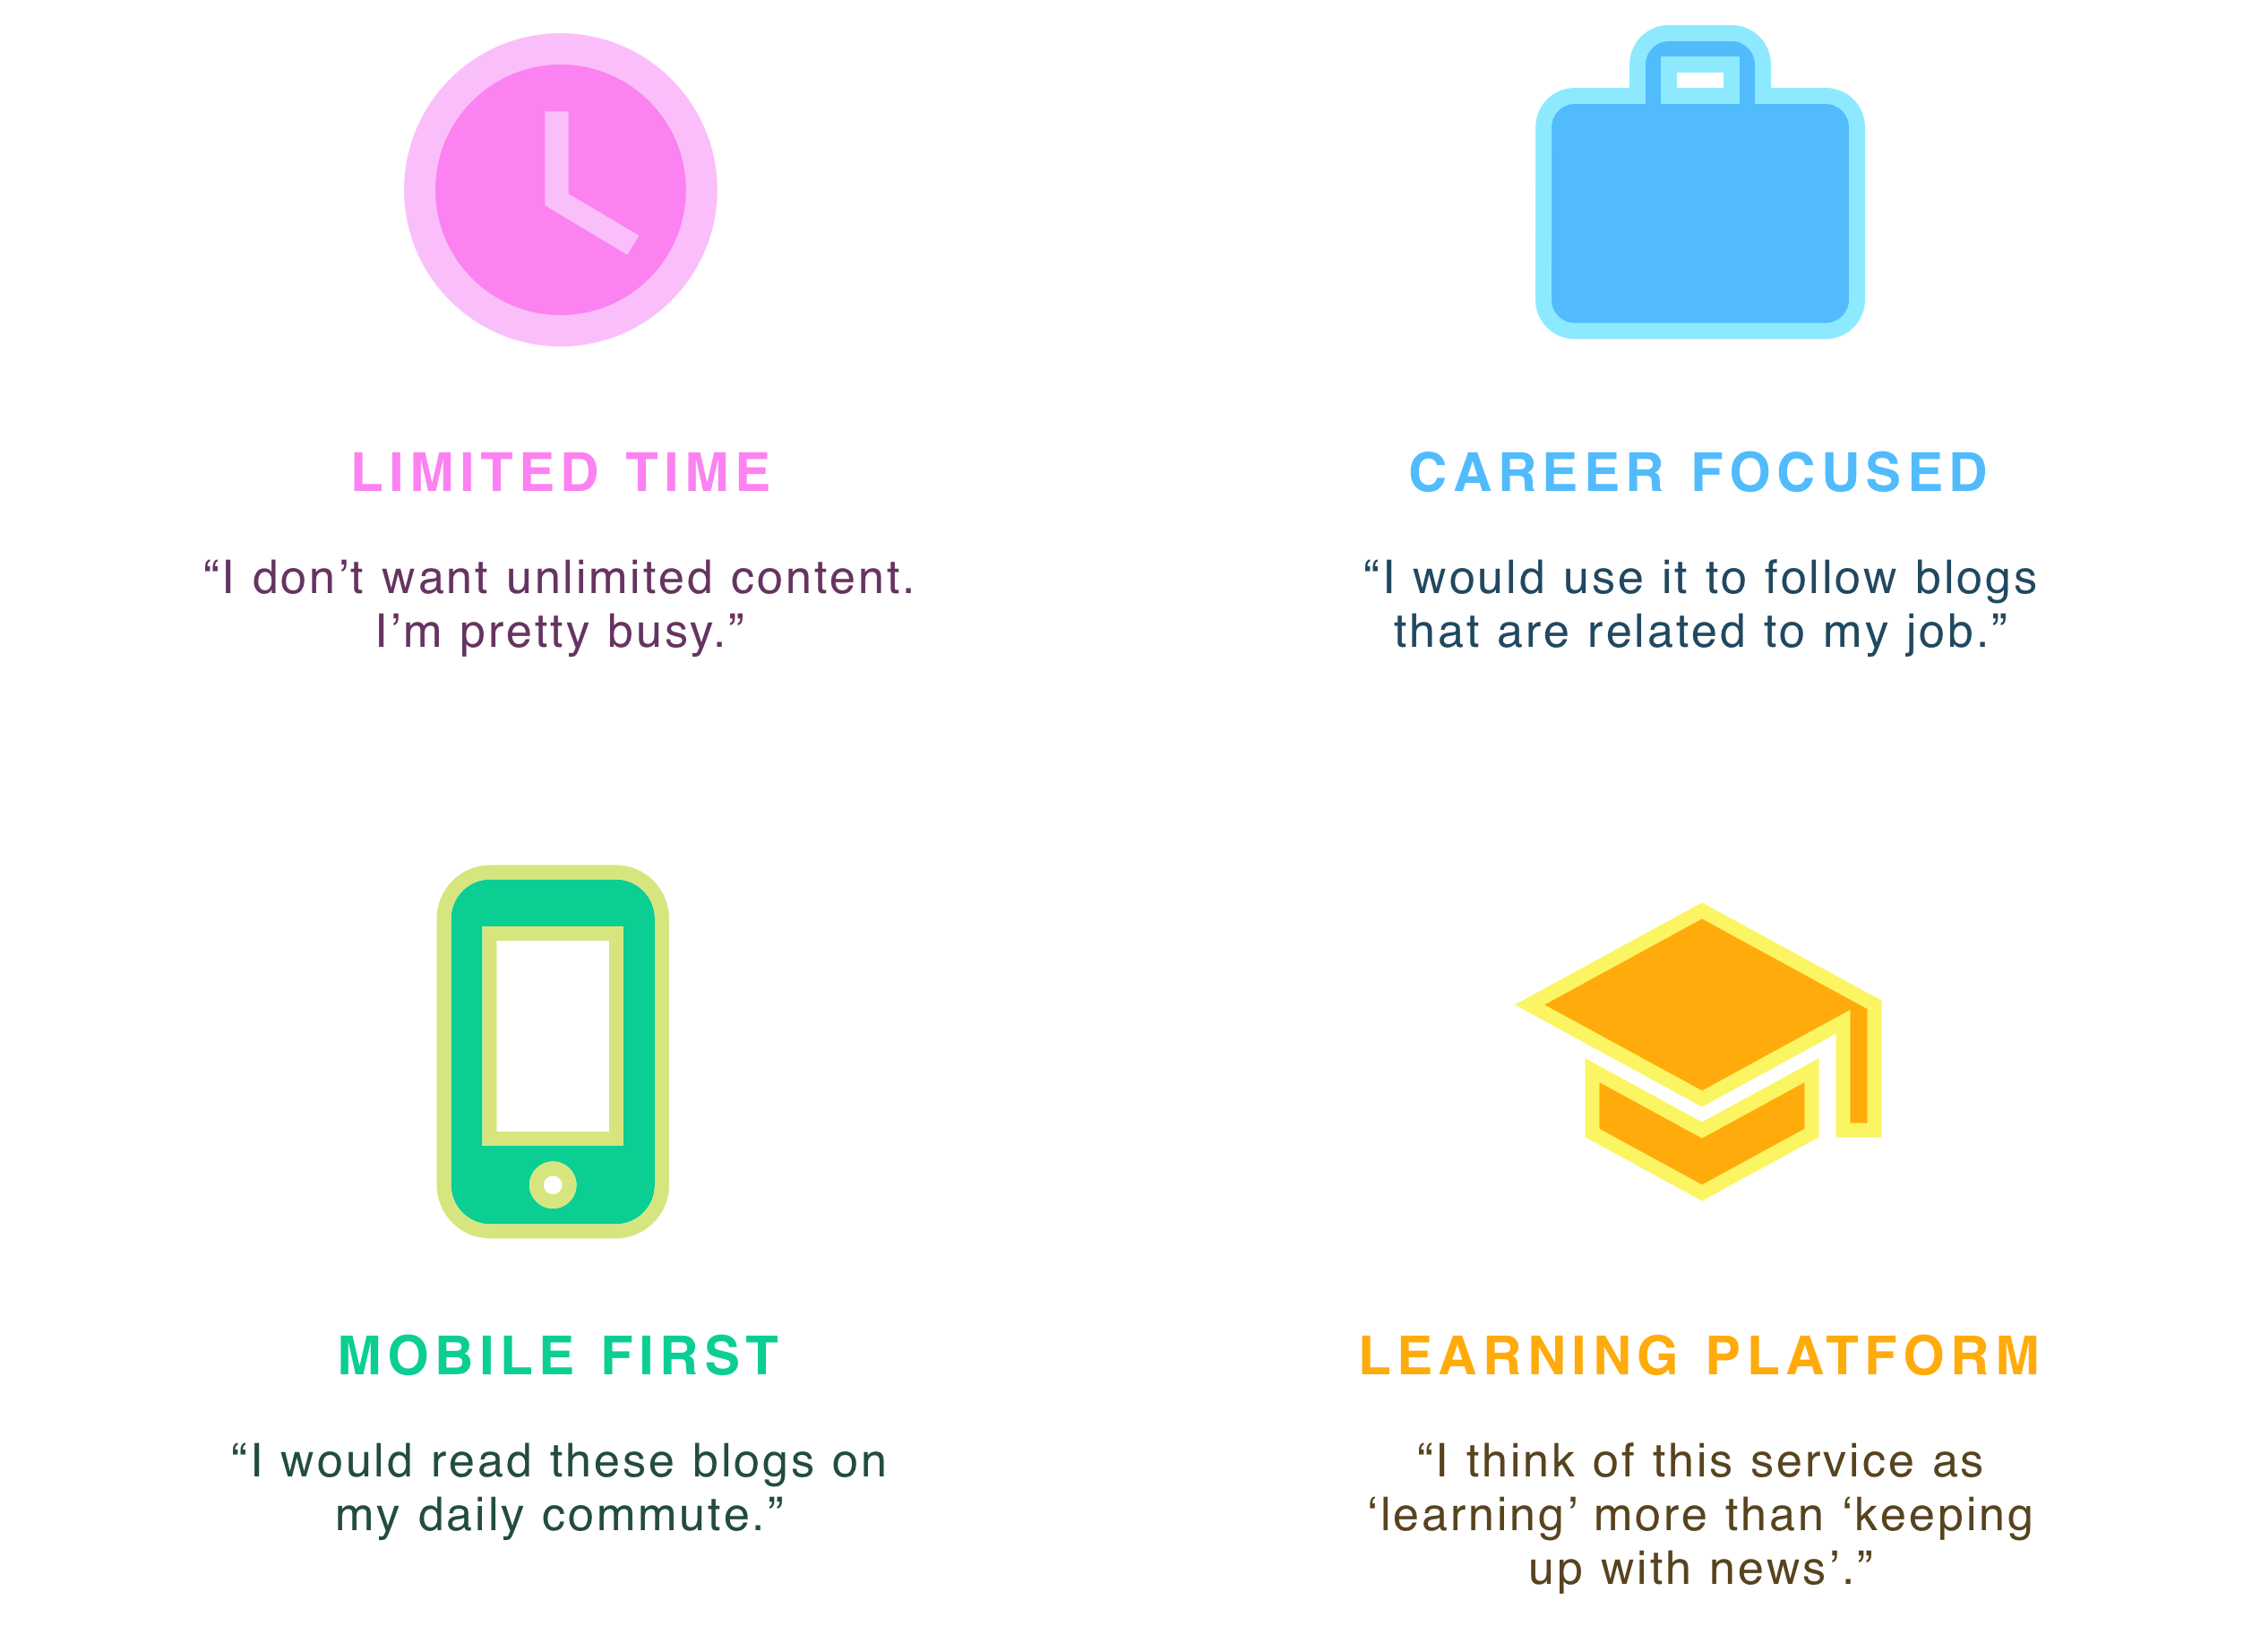 LIMITED TIME
“I don’t want unlimited content.
I’m pretty busy.”
CAREER FOCUSED
“I would use it to follow blogs
that are related to my job.”
MOBILE FIRST
“I would read these blogs on
my daily commute.”
LEARNING PLATFORM
“I think of this service as
‘learning’ more than ‘keeping
up with news’.”